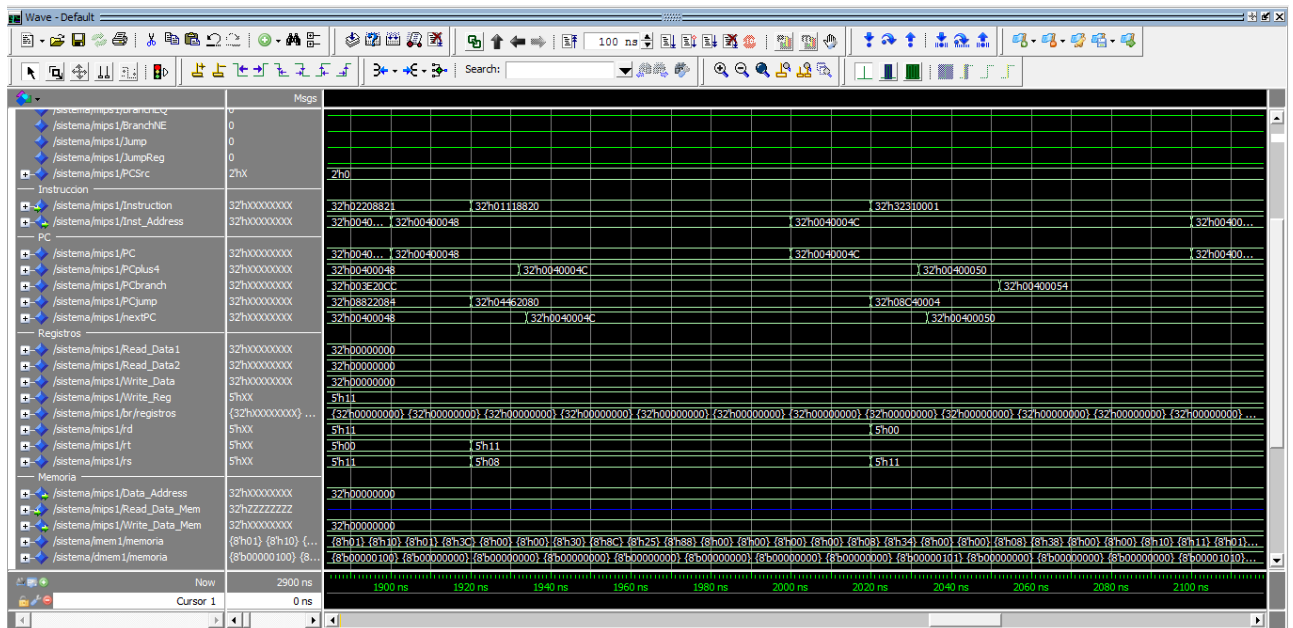 Wave - Default
100 ns
Search:
Msgs
/sistema/mips1/BranchEQ 0
/sistema/mips1/BranchNE 0
/sistema/mips1/Jump 0
/sistema/mips1/JumpReg 0
/sistema/mips1/PCSrc 2'hX 2'h0
Instruccion
/sistema/mips1/Instruction 32'hXXXXXXXX 32'h02208821 32'h01118820 32'h32310001
/sistema/mips1/Inst_Address 32'hXXXXXXXX 32'h0040... 32'h00400048 32'h0040004C 32'h00400...
PC
/sistema/mips1/PC 32'hXXXXXXXX 32'h0040... 32'h00400048 32'h0040004C 32'h00400...
/sistema/mips1/PCplus4 32'hXXXXXXXX 32'h00400048 32'h0040004C 32'h00400050
/sistema/mips1/PCbranch 32'hXXXXXXXX 32'h003E20CC 32'h00400054
/sistema/mips1/PCjump 32'hXXXXXXXX 32'h08822084 32'h04462080 32'h08C40004
/sistema/mips1/nextPC 32'hXXXXXXXX 32'h00400048 32'h0040004C 32'h00400050
Registros
/sistema/mips1/Read_Data1 32'hXXXXXXXX 32'h00000000
/sistema/mips1/Read_Data2 32'hXXXXXXXX 32'h00000000
/sistema/mips1/Write_Data 32'hXXXXXXXX 32'h00000000
/sistema/mips1/Write_Reg 5'hXX 5'h11
/sistema/mips1/br/registros {32'hXXXXXXXX} ... {32'h00000000} {32'h00000000} {32'h00000000} {32'h00000000} {32'h00000000} {32'h00000000} {32'h00000000} {32'h00000000} {32'h00000000} {32'h00000000} {32'h00000000} {32'h00000000} ...
/sistema/mips1/rd 5'hXX 5'h11 5'h00
/sistema/mips1/rt 5'hXX 5'h00 5'h11
/sistema/mips1/rs 5'hXX 5'h11 5'h08 5'h11
Memoria
/sistema/mips1/Data_Address 32'hXXXXXXXX 32'h00000000
/sistema/mips1/Read_Data_Mem 32'hZZZZZZZZ
/sistema/mips1/Write_Data_Mem 32'hXXXXXXXX 32'h00000000
/sistema/imem1/memoria {8'h01} {8'h10} {... {8'h01} {8'h10} {8'h01} {8'h3C} {8'h00} {8'h00} {8'h30} {8'h8C} {8'h25} {8'h88} {8'h00} {8'h00} {8'h00} {8'h00} {8'h08} {8'h34} {8'h00} {8'h00} {8'h08} {8'h38} {8'h00} {8'h00} {8'h10} {8'h11} {8'h01}...
/sistema/dmem1/memoria {8'b00000100} {8... {8'b00000100} {8'b00000000} {8'b00000000} {8'b00000000} {8'b00000000} {8'b00000000} {8'b00000000} {8'b00000000} {8'b00000101} {8'b00000000} {8'b00000000} {8'b00000000} {8'b00001010}...
Now 2900 ns 1900 ns 1920 ns 1940 ns 1960 ns 1980 ns 2000 ns 2020 ns 2040 ns 2060 ns 2080 ns 2100 ns
Cursor 1 0 ns